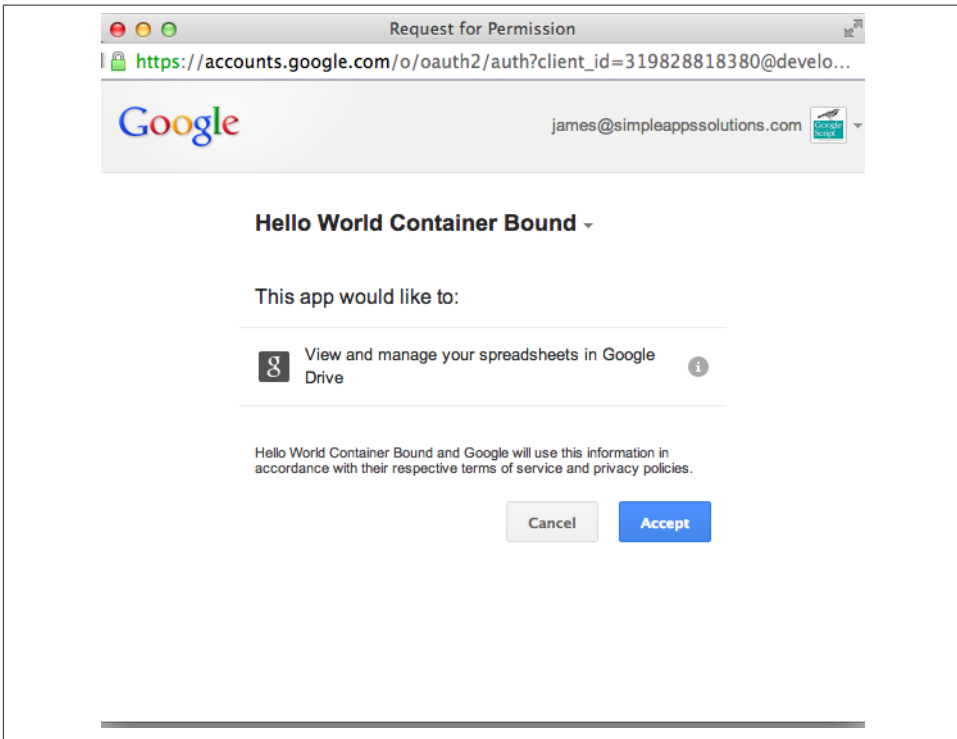 Request for Permission
https://accounts.google.com/o/oauth2/auth?client_id=319828818380@develo...
Google
james@simpleappssolutions.com
Google
Script
Hello World Container Bound
This app would like to:
g
View and manage your spreadsheets in Google
Drive
i
Hello World Container Bound and Google will use this information in
accordance with their respective terms of service and privacy policies.
Cancel
Accept